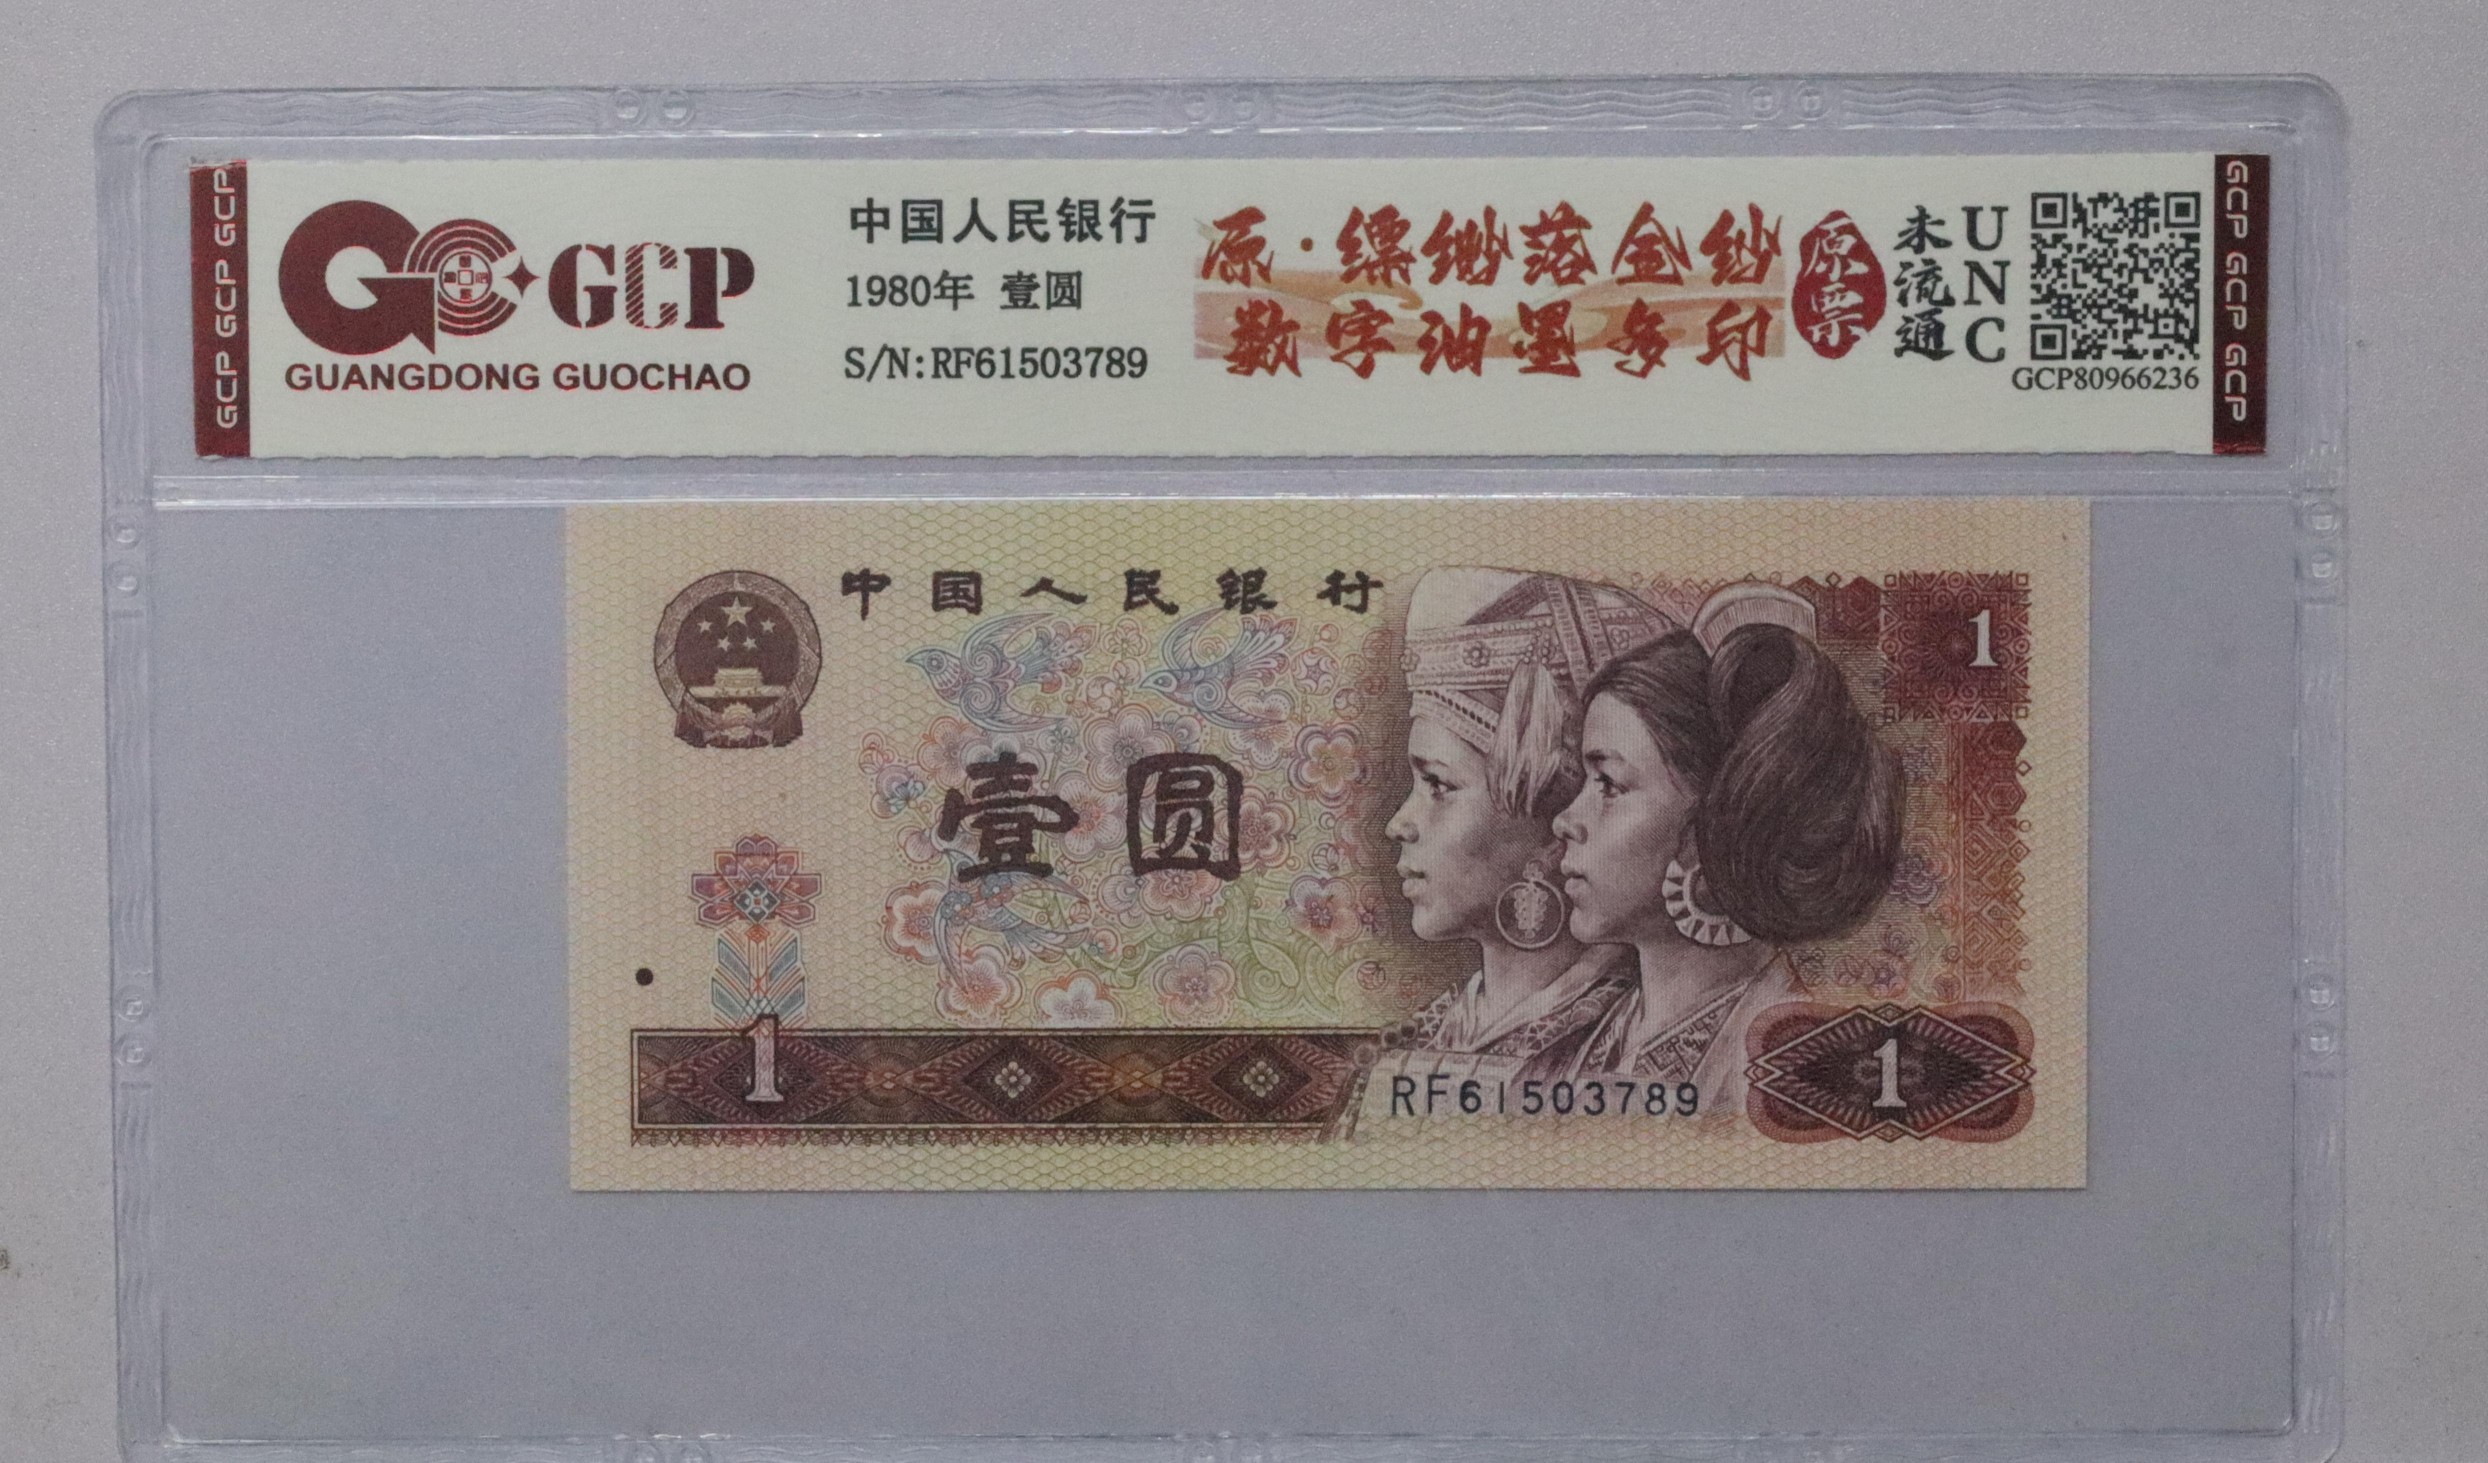 GCP GCP GCP GCP
GCP
GUANGDONG GUOCHAO
中国人民银行
1980年 壹圆
S/N:RF61503789
原·缥缈落金纱
数字油墨多印
原票
未流通
UNC
GCP80966236
GCP GCP GCP
中国人民银行
1
壹圆
1
RF61503789
1